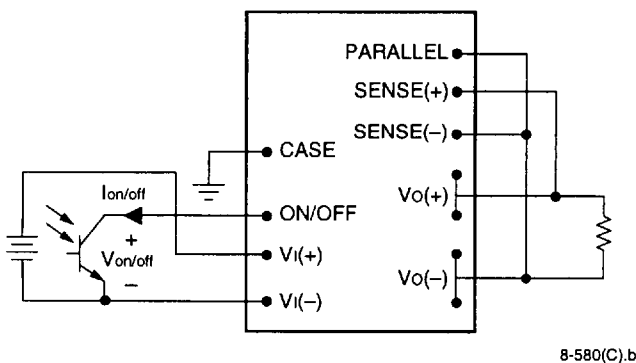 PARALLEL
SENSE(+)
SENSE(–)
CASE
Ion/off
ON/OFF
VO(+)
+
Von/off
–
VI(+)
VO(–)
VI(–)
8-580(C).b